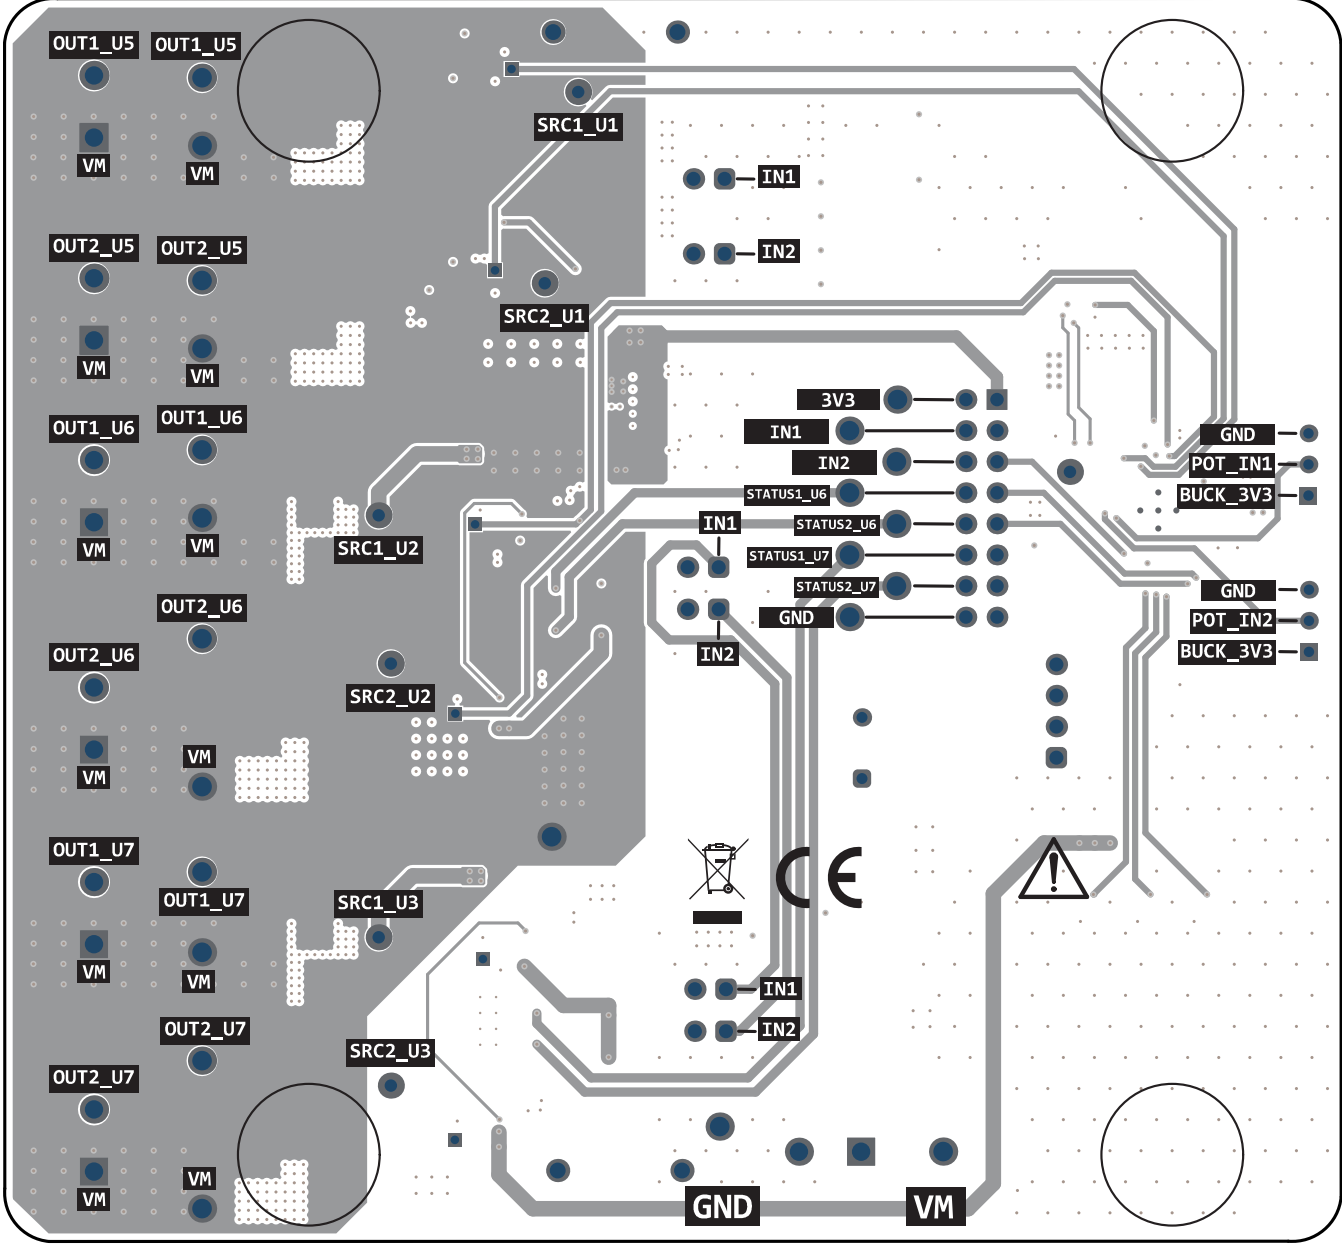 OUT1_U5
OUT1_U5
SRC1_U1
VM
VM
IN1
OUT2_U5
OUT2_U5
IN2
SRC2_U1
VM
VM
3V3
OUT1_U6
OUT1_U6
IN1
GND
IN2
POT_IN1
STATUS1_U6
BUCK_3V3
VM
VM
IN1
STATUS2_U6
SRC1_U2
STATUS1_U7
STATUS2_U7
GND
OUT2_U6
GND
POT_IN2
OUT2_U6
IN2
BUCK_3V3
SRC2_U2
VM
VM
OUT1_U7
CE
OUT1_U7
SRC1_U3
VM
VM
IN1
OUT2_U7
IN2
SRC2_U3
OUT2_U7
VM
VM
GND
VM